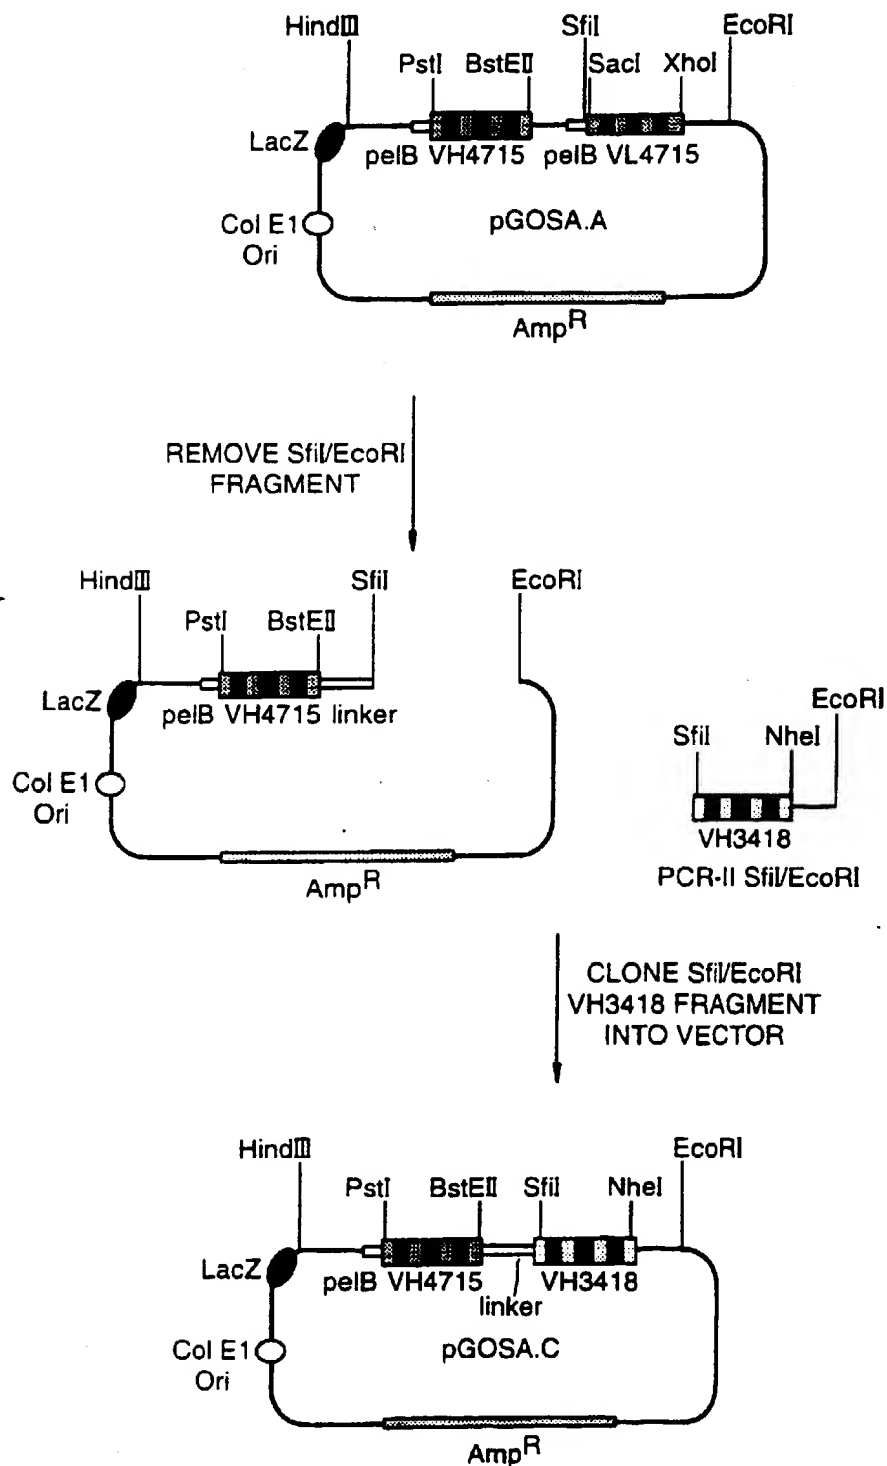 HindIII SfiI EcoRI
PstI BstEII SacI XhoI
LacZ
pelB VH4715 pelB VL4715
Col E1
Ori
pGOSA.A
Amp^R
REMOVE SfiI/EcoRI
FRAGMENT
HindIII SfiI EcoRI
PstI BstEII
LacZ
pelB VH4715 linker
Col E1
Ori
Amp^R
EcoRI
SfiI NheI
VH3418
PCR-II SfiI/EcoRI
CLONE SfiI/EcoRI
VH3418 FRAGMENT
INTO VECTOR
HindIII EcoRI
PstI BstEII SfiI NheI
LacZ
pelB VH4715 VH3418
linker
Col E1
Ori
pGOSA.C
Amp^R